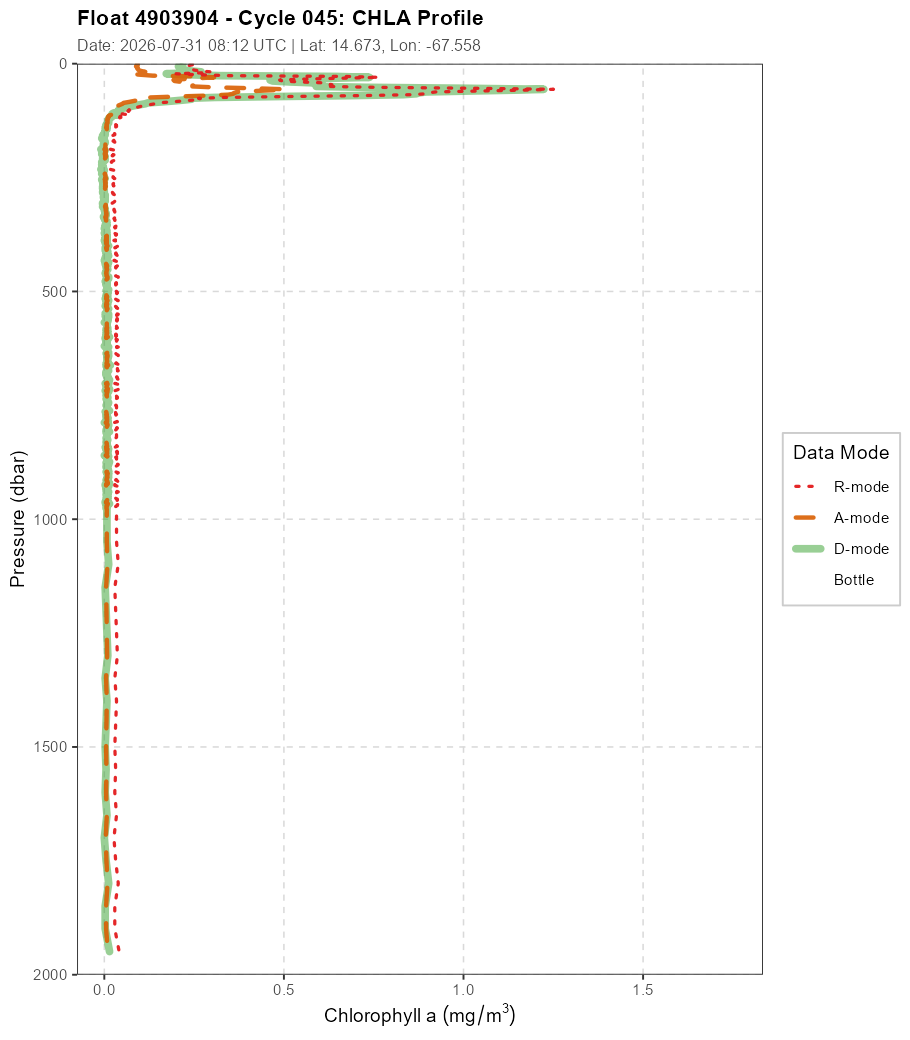 Float 4903904 - Cycle 045: CHLA Profile
Date: 2026-07-31 08:12 UTC | Lat: 14.673, Lon: -67.558
0
500
1000
1500
2000
Pressure (dbar)
0.0 0.5 1.0 1.5
Chlorophyll a (mg/m³)
Data Mode
R-mode
A-mode
D-mode
Bottle